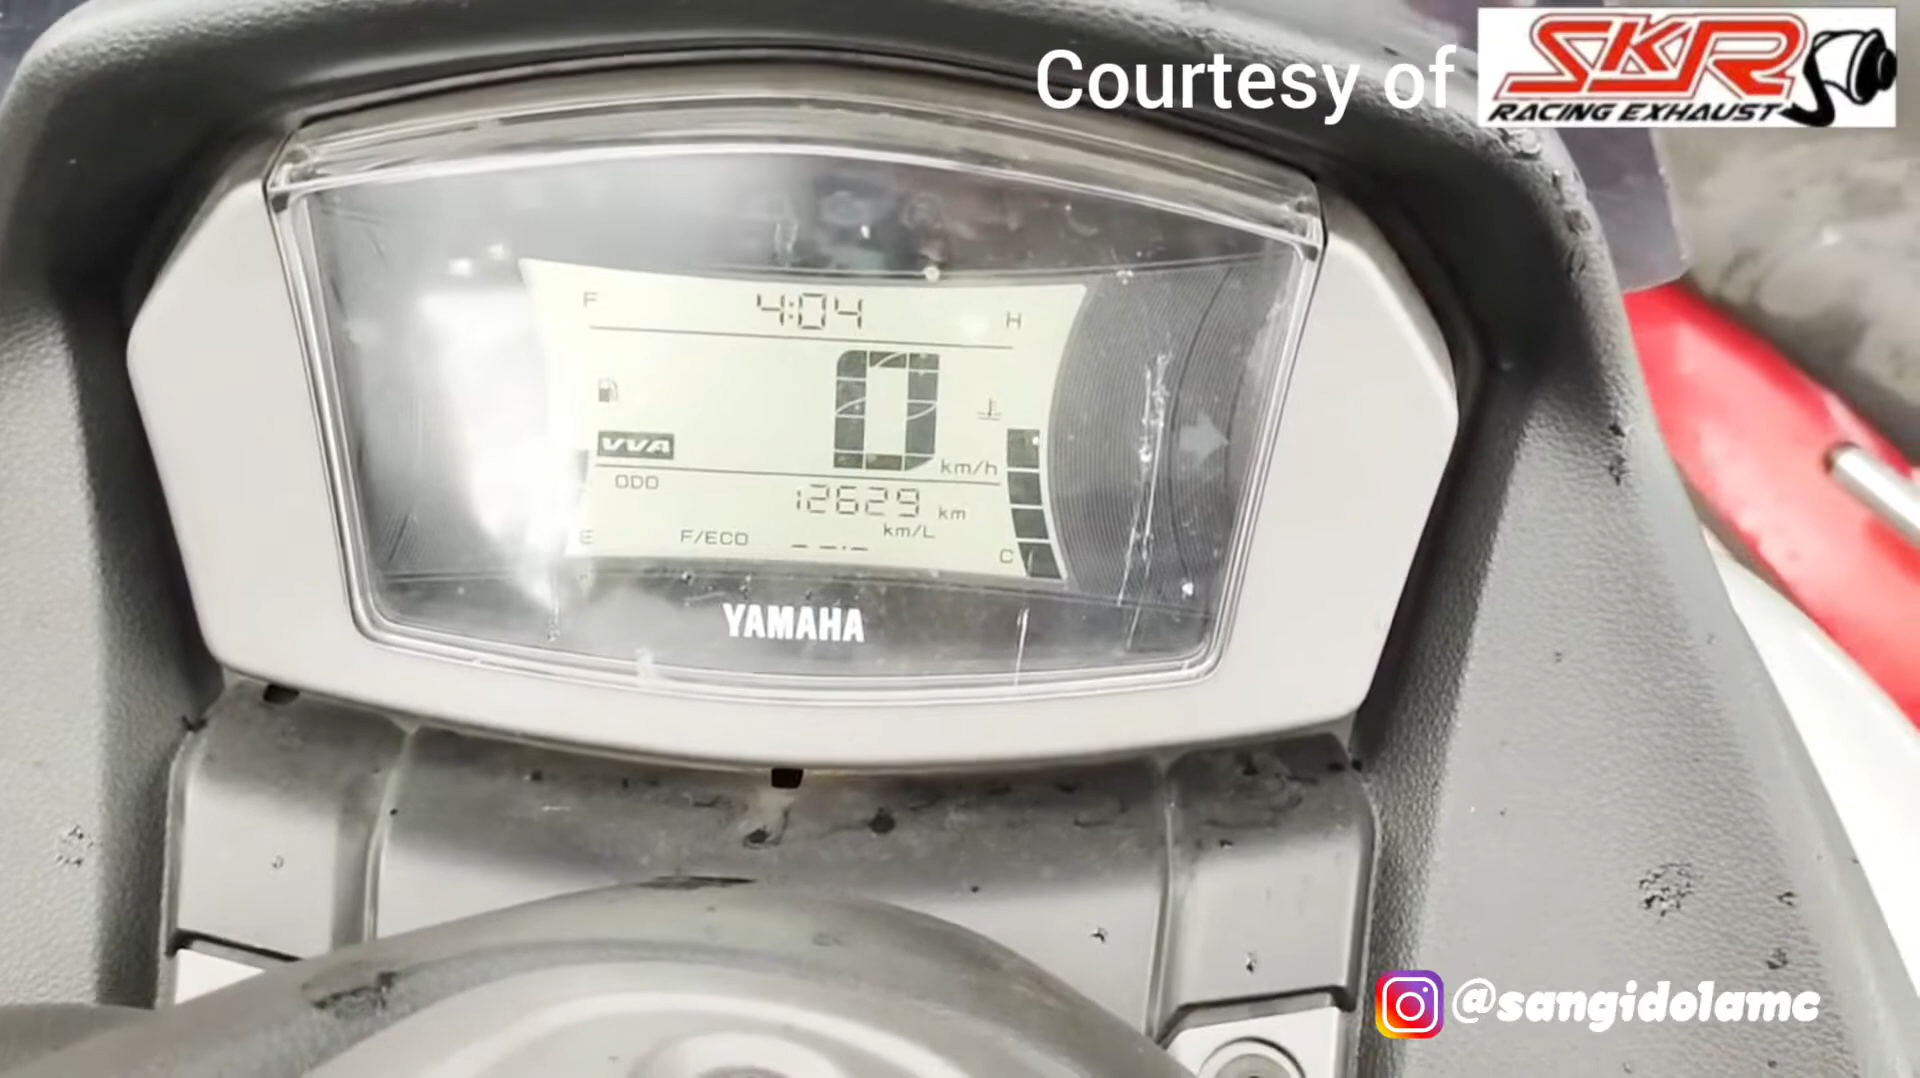 Courtesy of
SKR
RACING EXHAUST
F
4:04
H
0
km/h
VVA
ODO
12629 km
km/L
E
F/ECO
--.-
C
YAMAHA
@sangidolamc